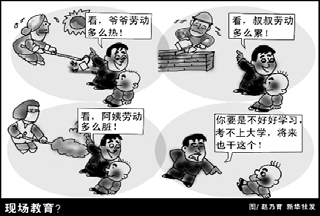 看，爷爷劳动
多么热！
看，叔叔劳动
多么累！
看，阿姨劳动
多么脏！
你要是不好好学习，
考不上大学，将来
也干这个！
现场教育？
图/赵乃育 新华社发